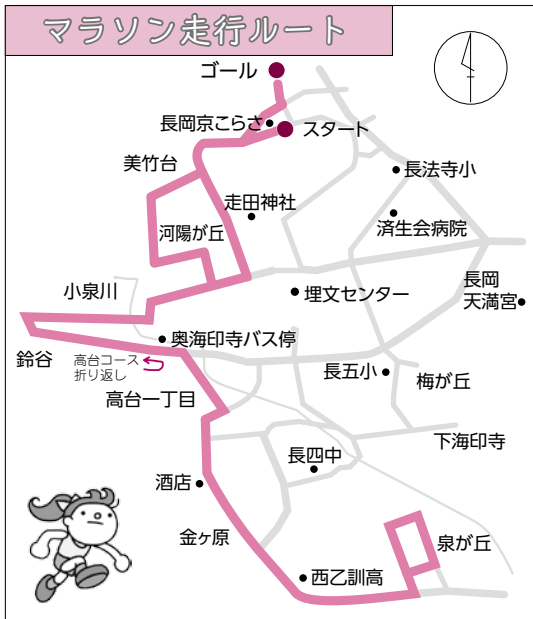 マラソン走行ルート
ゴール
長岡京こらさ
スタート
美竹台
長法寺小
走田神社
済生会病院
河陽が丘
長岡
天満宮
小泉川
埋文センター
奥海印寺バス停
鈴谷
高台コース
折り返し
長五小
梅が丘
高台一丁目
下海印寺
長四中
酒店
金ヶ原
泉が丘
西乙訓高